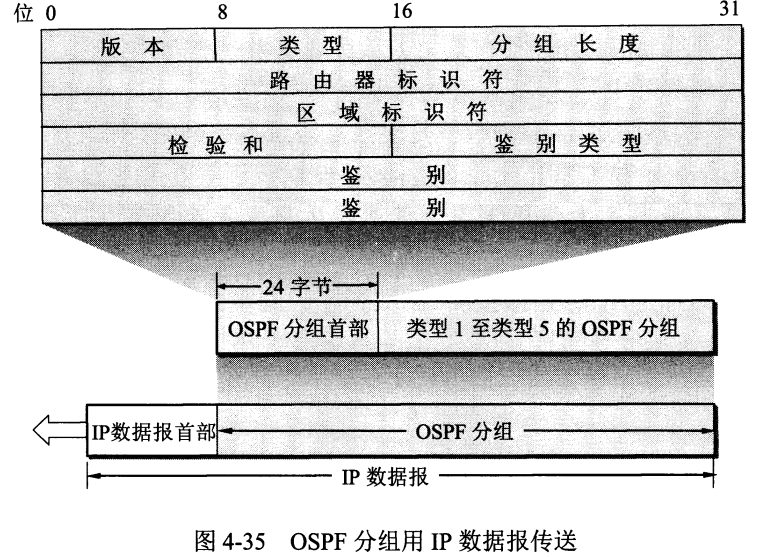 位 0 8 16 31
版本 类型 分组长度
路由器标识符
区域标识符
检验和 鉴别类型
鉴别
鉴别
24 字节
OSPF 分组首部 类型 1 至类型 5 的 OSPF 分组
IP数据报首部 OSPF 分组
IP 数据报
图 4-35 OSPF 分组用 IP 数据报传送